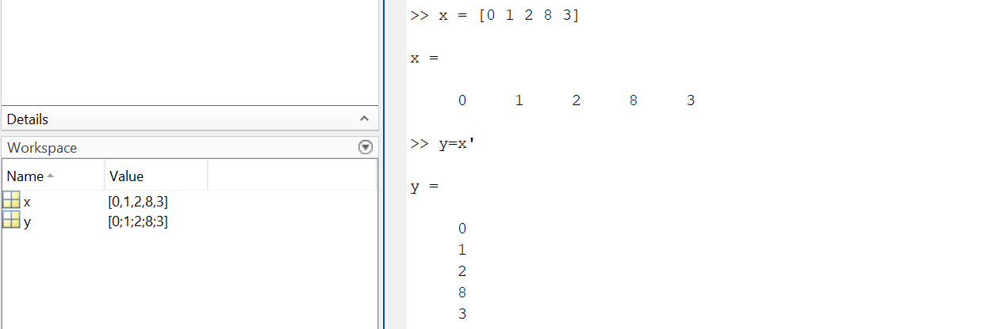 Details
Workspace
Name Value
x [0,1,2,8,3]
y [0;1;2;8;3]
>> x = [0 1 2 8 3]
x =
0 1 2 8 3
>> y=x'
y =
0
1
2
8
3